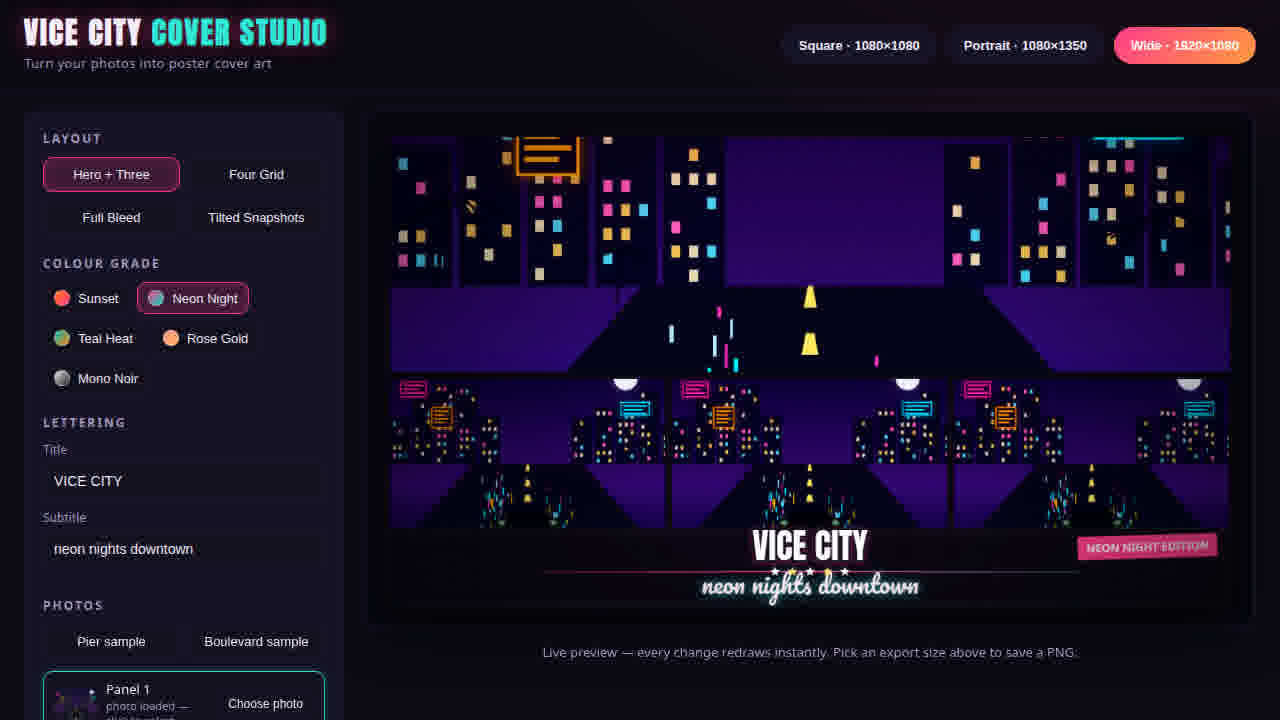 VICE CITY COVER STUDIO
Turn your photos into poster cover art
Square · 1080×1080
Portrait · 1080×1350
Wide · 1920×1080
LAYOUT
Hero + Three
Four Grid
Full Bleed
Tilted Snapshots
COLOUR GRADE
Sunset
Neon Night
Teal Heat
Rose Gold
Mono Noir
LETTERING
Title
VICE CITY
Subtitle
neon nights downtown
PHOTOS
Pier sample
Boulevard sample
Panel 1
photo loaded —
Choose photo
VICE CITY
neon nights downtown
NEON NIGHT EDITION
Live preview — every change redraws instantly. Pick an export size above to save a PNG.